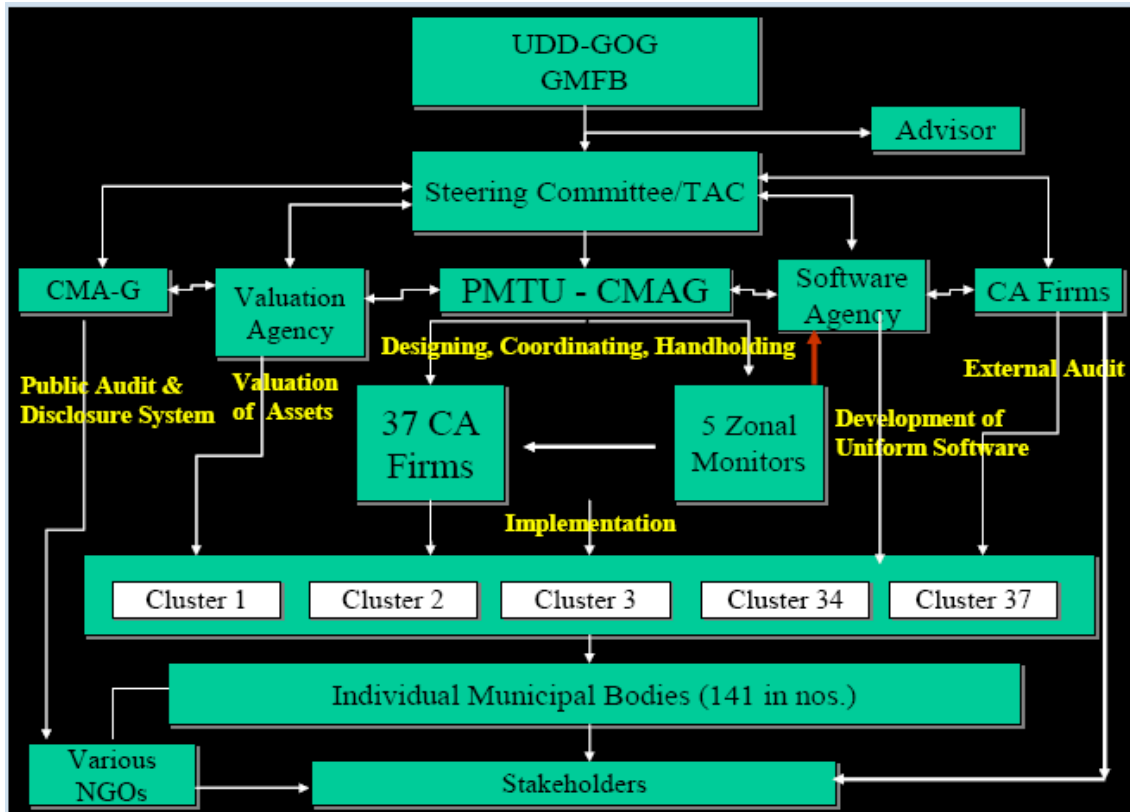 UDD-GOG
GMFB
Advisor
Steering Committee/TAC
CMA-G
Valuation
Agency
PMTU - CMAG
Software
Agency
CA Firms
Designing, Coordinating, Handholding
Public Audit &
Disclosure System
Valuation
of Assets
External Audit
37 CA
Firms
5 Zonal
Monitors
Development of
Uniform Software
Implementation
Cluster 1
Cluster 2
Cluster 3
Cluster 34
Cluster 37
Individual Municipal Bodies (141 in nos.)
Various
NGOs
Stakeholders